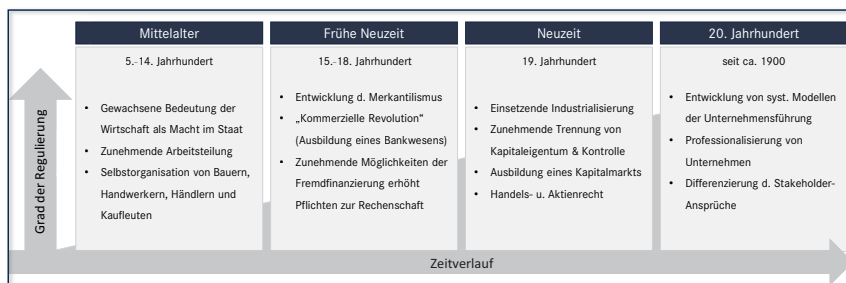 Mittelalter
5.-14. Jahrhundert
• Gewachsene Bedeutung der
Wirtschaft als Macht im Staat
• Zunehmende Arbeitsteilung
• Selbstorganisation von Bauern,
Handwerkern, Händlern und
Kaufleuten
Frühe Neuzeit
15.-18. Jahrhundert
• Entwicklung d. Merkantilismus
• „Kommerzielle Revolution“
(Ausbildung eines Bankwesens)
• Zunehmende Möglichkeiten der
Fremdfinanzierung erhöht
Pflichten zur Rechenschaft
Neuzeit
19. Jahrhundert
• Einsetzende Industrialisierung
• Zunehmende Trennung von
Kapitaleigentum & Kontrolle
• Ausbildung eines Kapitalmarkts
• Handels- u. Aktienrecht
20. Jahrhundert
seit ca. 1900
• Entwicklung von syst. Modellen
der Unternehmensführung
• Professionalisierung von
Unternehmen
• Differenzierung d. Stakeholder-
Ansprüche
Grad der Regulierung
Zeitverlauf